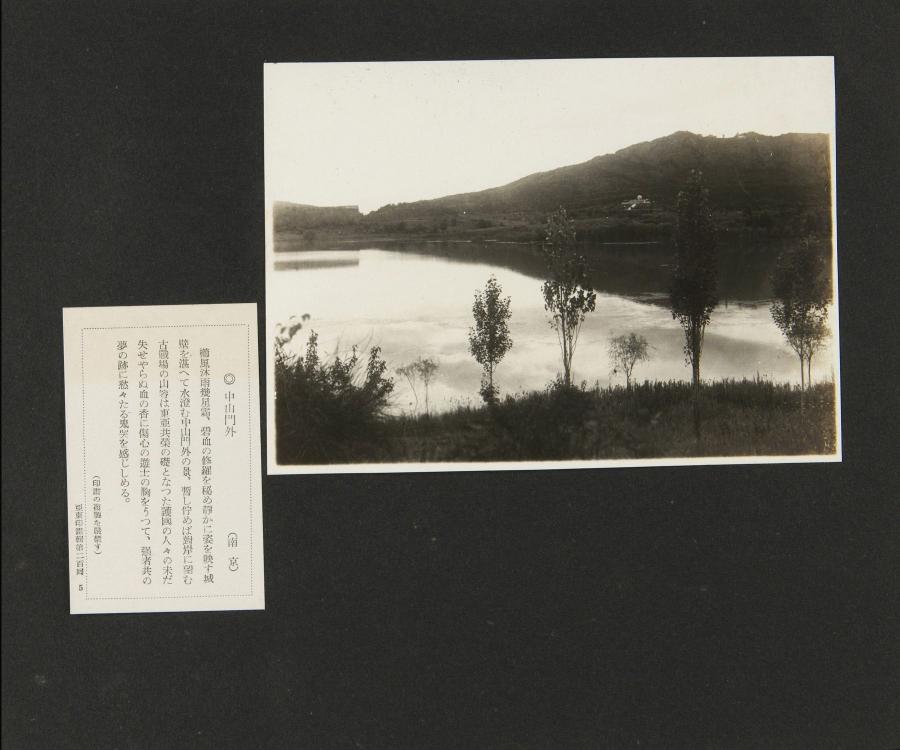 ◎中山門外 (南京)
櫛風沐雨幾星霜、碧血の修羅を秘め靜かに姿を映す城
壁を湛へて水澄む中山門外の景、暫し佇めば對岸に望む
古戰場の山容は東亞共榮の礎となつた護國の人々の未だ
失せやらぬ血の香に傷心の遊士の胸をうつて、强者共の
夢の跡に愁々たる鬼哭を感じしめる。
(印畫の複製を嚴禁す)
亞東印畫輯第二百回 5